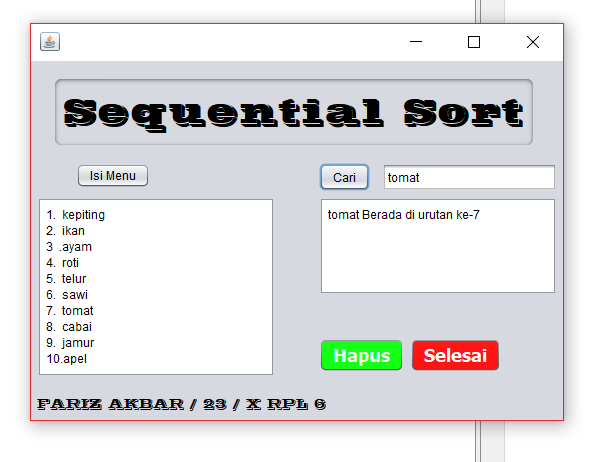 Sequential Sort
Isi Menu
Cari
tomat
1. kepiting
2. ikan
3 .ayam
4. roti
5. telur
6. sawi
7. tomat
8. cabai
9. jamur
10.apel
tomat Berada di urutan ke-7
Hapus
Selesai
FARIZ AKBAR / 23 / X RPL 6